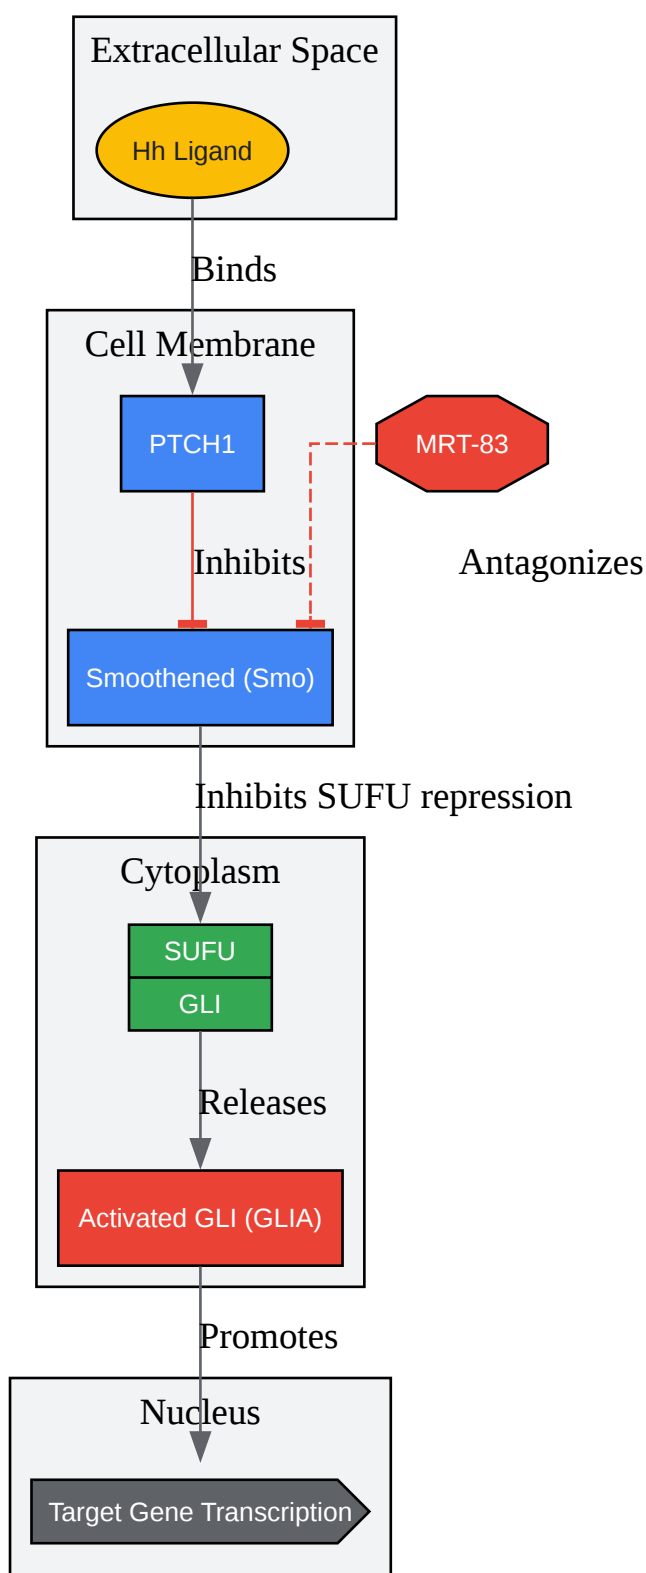 Extracellular Space
Hh Ligand
Binds
Cell Membrane
PTCH1
MRT-83
Inhibits
Antagonizes
Smoothened (Smo)
Inhibits SUFU repression
Cytoplasm
SUFU
GLI
Releases
Activated GLI (GLIA)
Promotes
Nucleus
Target Gene Transcription